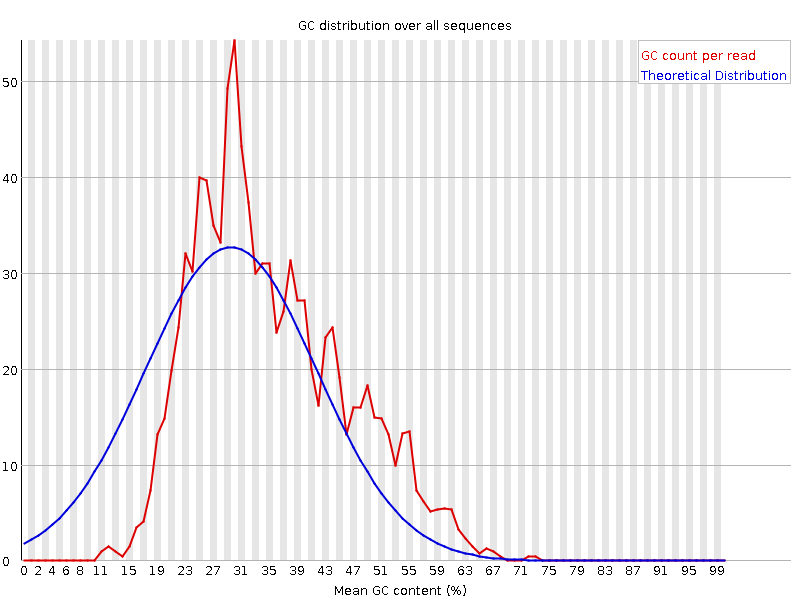 GC distribution over all sequences
GC count per read
Theoretical Distribution
50
40
30
20
10
0
0 2 4 6 8 11 15 19 23 27 31 35 39 43 47 51 55 59 63 67 71 75 79 83 87 91 95 99
Mean GC content (%)